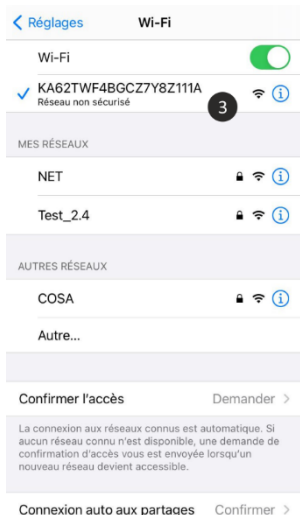 Réglages Wi-Fi
Wi-Fi
KA62TWF4BGCZ7Y8Z111A
Réseau non sécurisé
3
MES RÉSEAUX
NET
Test_2.4
AUTRES RÉSEAUX
COSA
Autre...
Confirmer l'accès Demander
La connexion aux réseaux connus est automatique. Si
aucun réseau connu n'est disponible, une demande de
confirmation d'accès vous est envoyée lorsqu'un
nouveau réseau devient accessible.
Connexion auto aux partages Confirmer